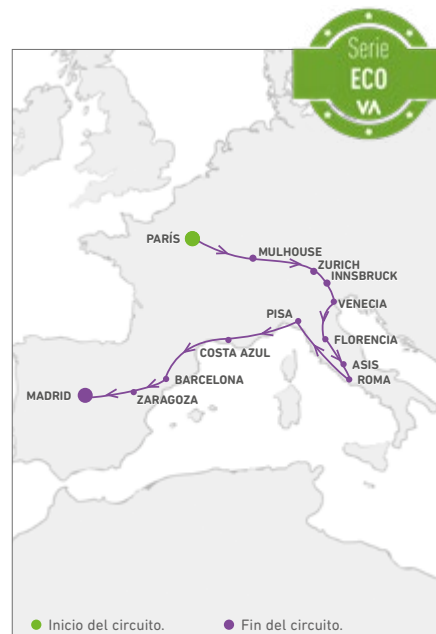 Serie
ECO
VA
PARÍS
MULHOUSE
ZURICH
INNSBRUCK
VENECIA
PISA
FLORENCIA
COSTA AZUL
ASIS
ROMA
BARCELONA
MADRID
ZARAGOZA
Inicio del circuito.
Fin del circuito.